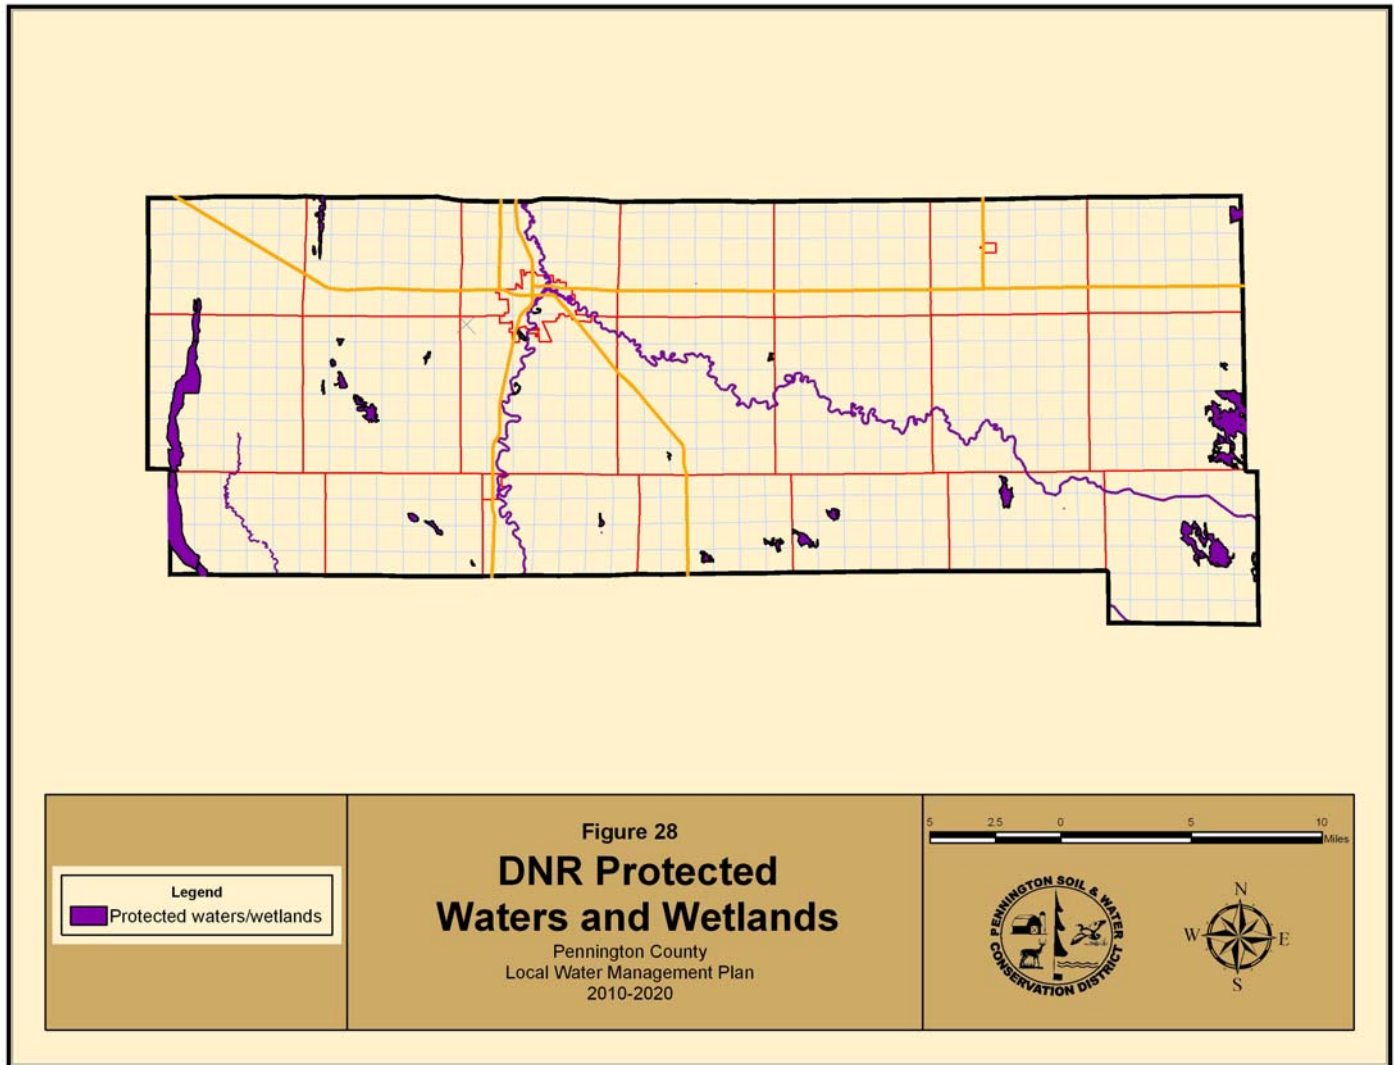 Legend
Protected waters/wetlands
Figure 28
DNR Protected
Waters and Wetlands
Pennington County
Local Water Management Plan
2010-2020
5 2.5 0 5 10
Miles
PENNINGTON SOIL & WATER
CONSERVATION DISTRICT
N
W E
S